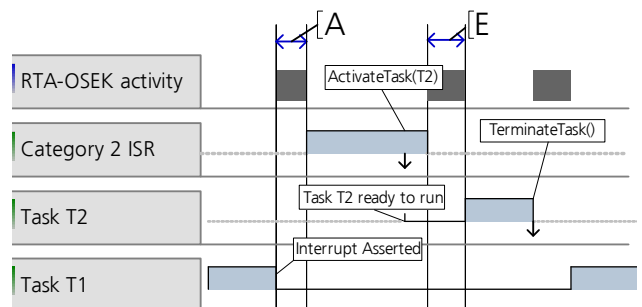 [A
[E
RTA-OSEK activity
ActivateTask(T2)
Category 2 ISR
TerminateTask()
Task T2
Task T2 ready to run
Interrupt Asserted
Task T1